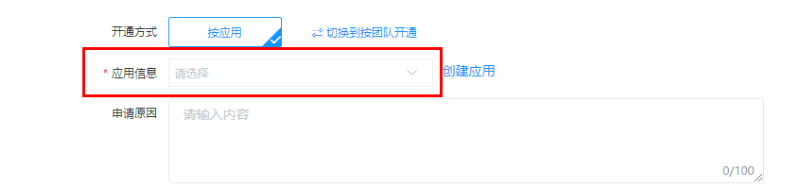 开通方式 按应用 切换到按团队开通
* 应用信息 请选择 创建应用
申请原因 请输入内容
0/100